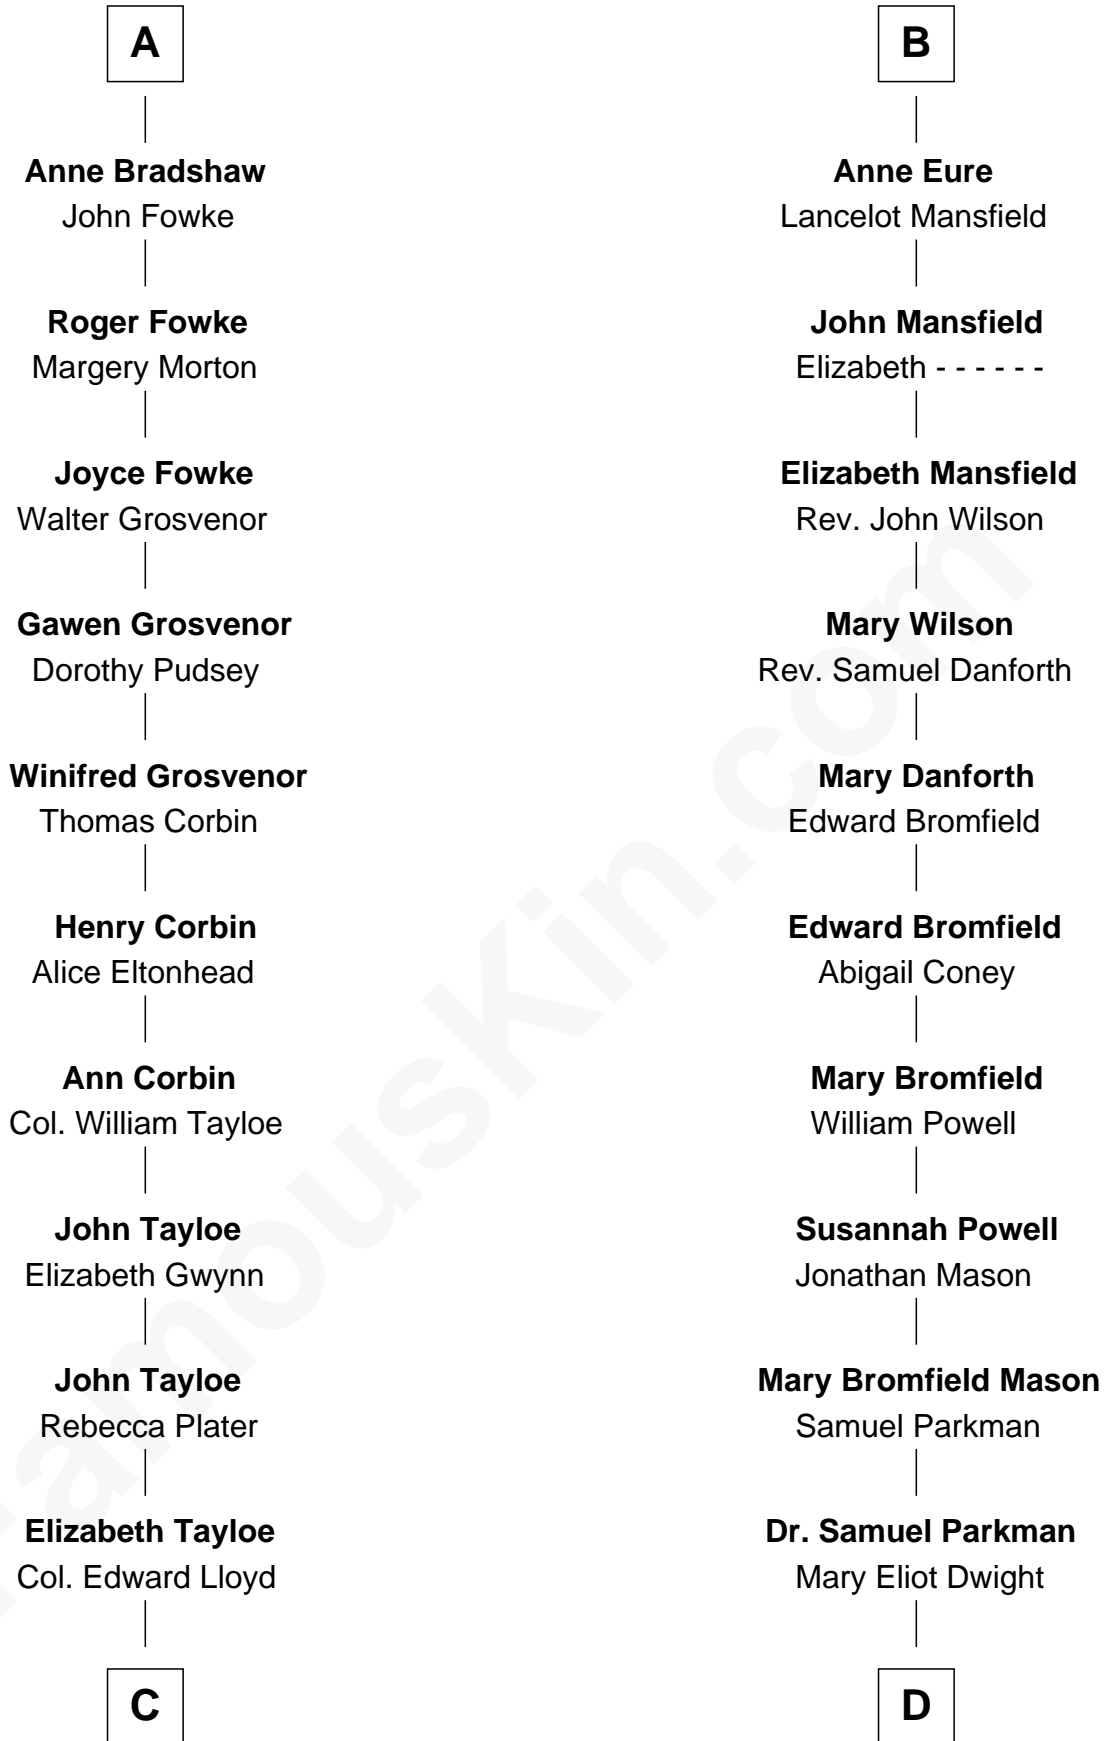 A
Anne Bradshaw
John Fowke
Roger Fowke
Margery Morton
Joyce Fowke
Walter Grosvenor
Gawen Grosvenor
Dorothy Pudsey
Winifred Grosvenor
Thomas Corbin
Henry Corbin
Alice Eltonhead
Ann Corbin
Col. William Tayloe
John Tayloe
Elizabeth Gwynn
John Tayloe
Rebecca Plater
Elizabeth Tayloe
Col. Edward Lloyd
C
B
Anne Eure
Lancelot Mansfield
John Mansfield
Elizabeth - - - - - -
Elizabeth Mansfield
Rev. John Wilson
Mary Wilson
Rev. Samuel Danforth
Mary Danforth
Edward Bromfield
Edward Bromfield
Abigail Coney
Mary Bromfield
William Powell
Susannah Powell
Jonathan Mason
Mary Bromfield Mason
Samuel Parkman
Dr. Samuel Parkman
Mary Eliot Dwight
D
FamousKin.com